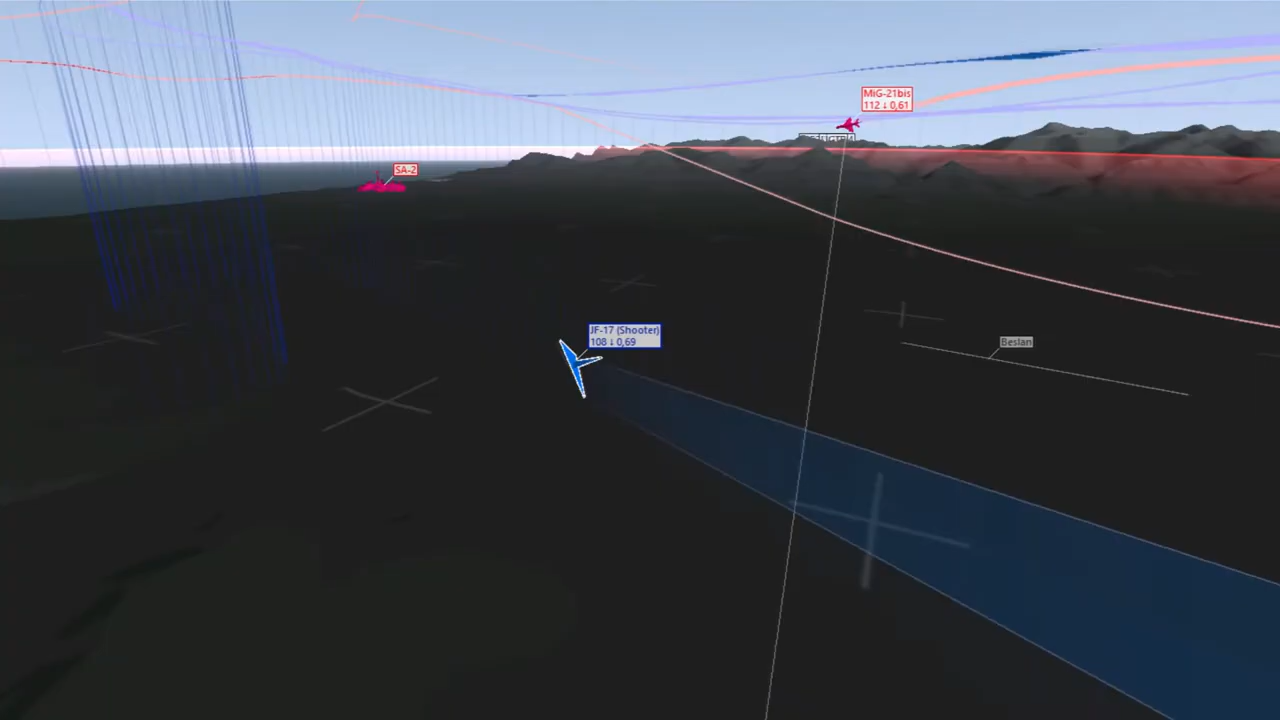 MiG-21bis
112 ↓ 0,61
SA-2
JF-17 (Shooter)
108 ↓ 0,69
Beslan